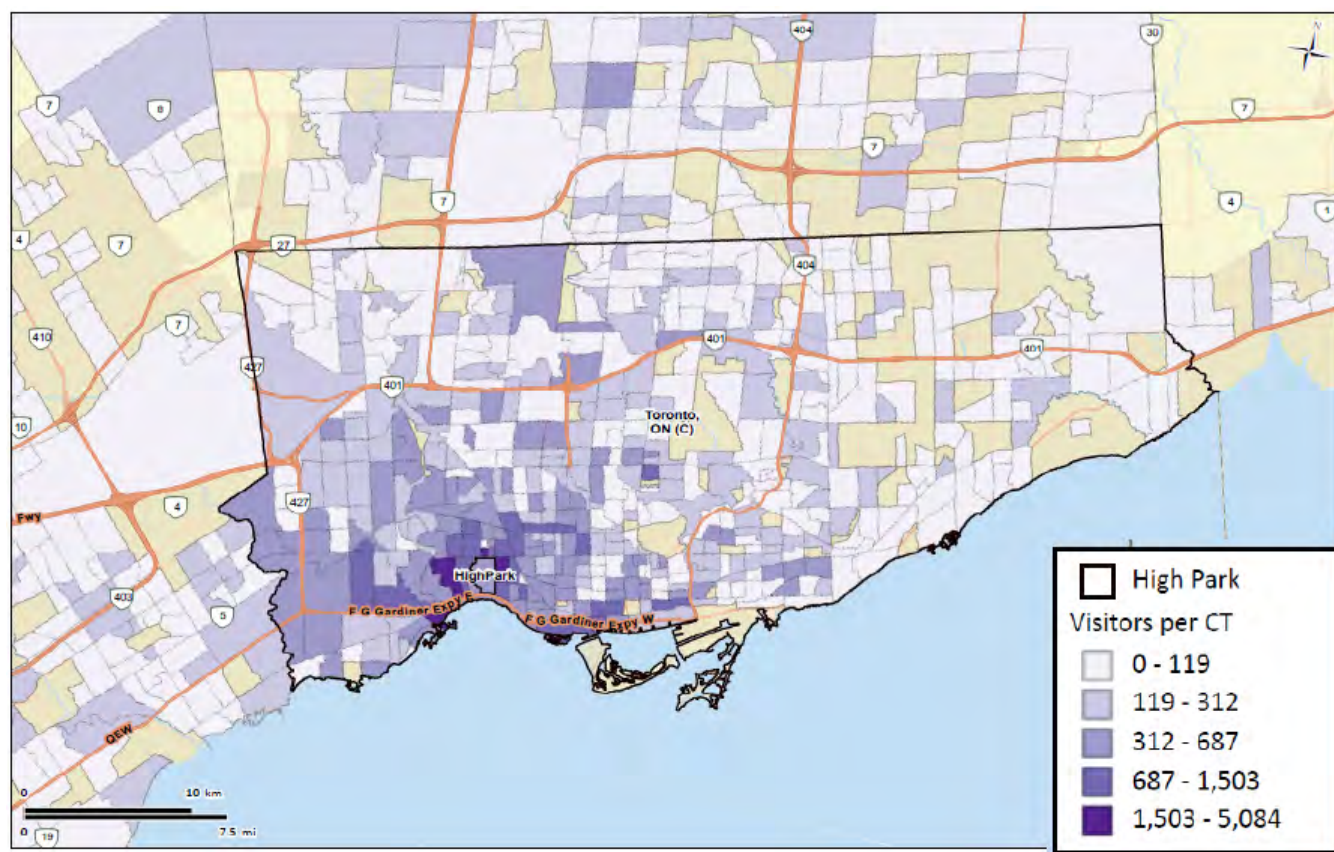 404
30
N
7
8
7
7
7
4
1
7
4
7
27
404
410
7
427
401
401
401
10
Toronto,
ON (C)
427
4
Fwy
HighPark
403
F G Gardiner Expy E
F G Gardiner Expy W
5
QEW
0
10 km
0
7.5 mi
19
High Park
Visitors per CT
0 - 119
119 - 312
312 - 687
687 - 1,503
1,503 - 5,084